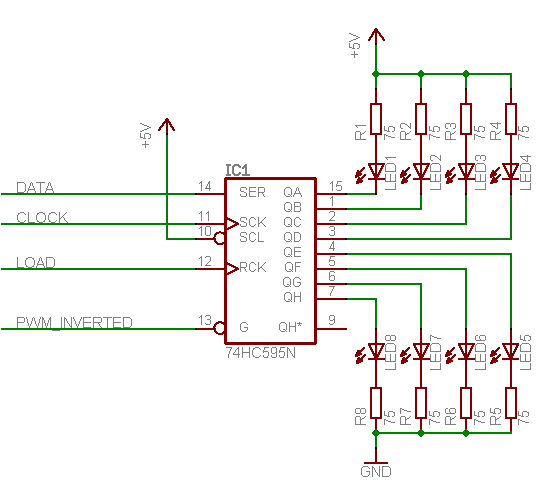 +5V
R1 75 R2 75 R3 75 R4 75
+5V
LED1 LED2 LED3 LED4
IC1
DATA 14 SER QA 15
QB 1
CLOCK 11 SCK QC 2
10 SCL QD 3
QE 4
LOAD 12 RCK QF 5
QG 6
QH 7
PWM_INVERTED 13 G QH* 9
74HC595N
LED8 LED7 LED6 LED5
R8 75 R7 75 R6 75 R5 75
GND